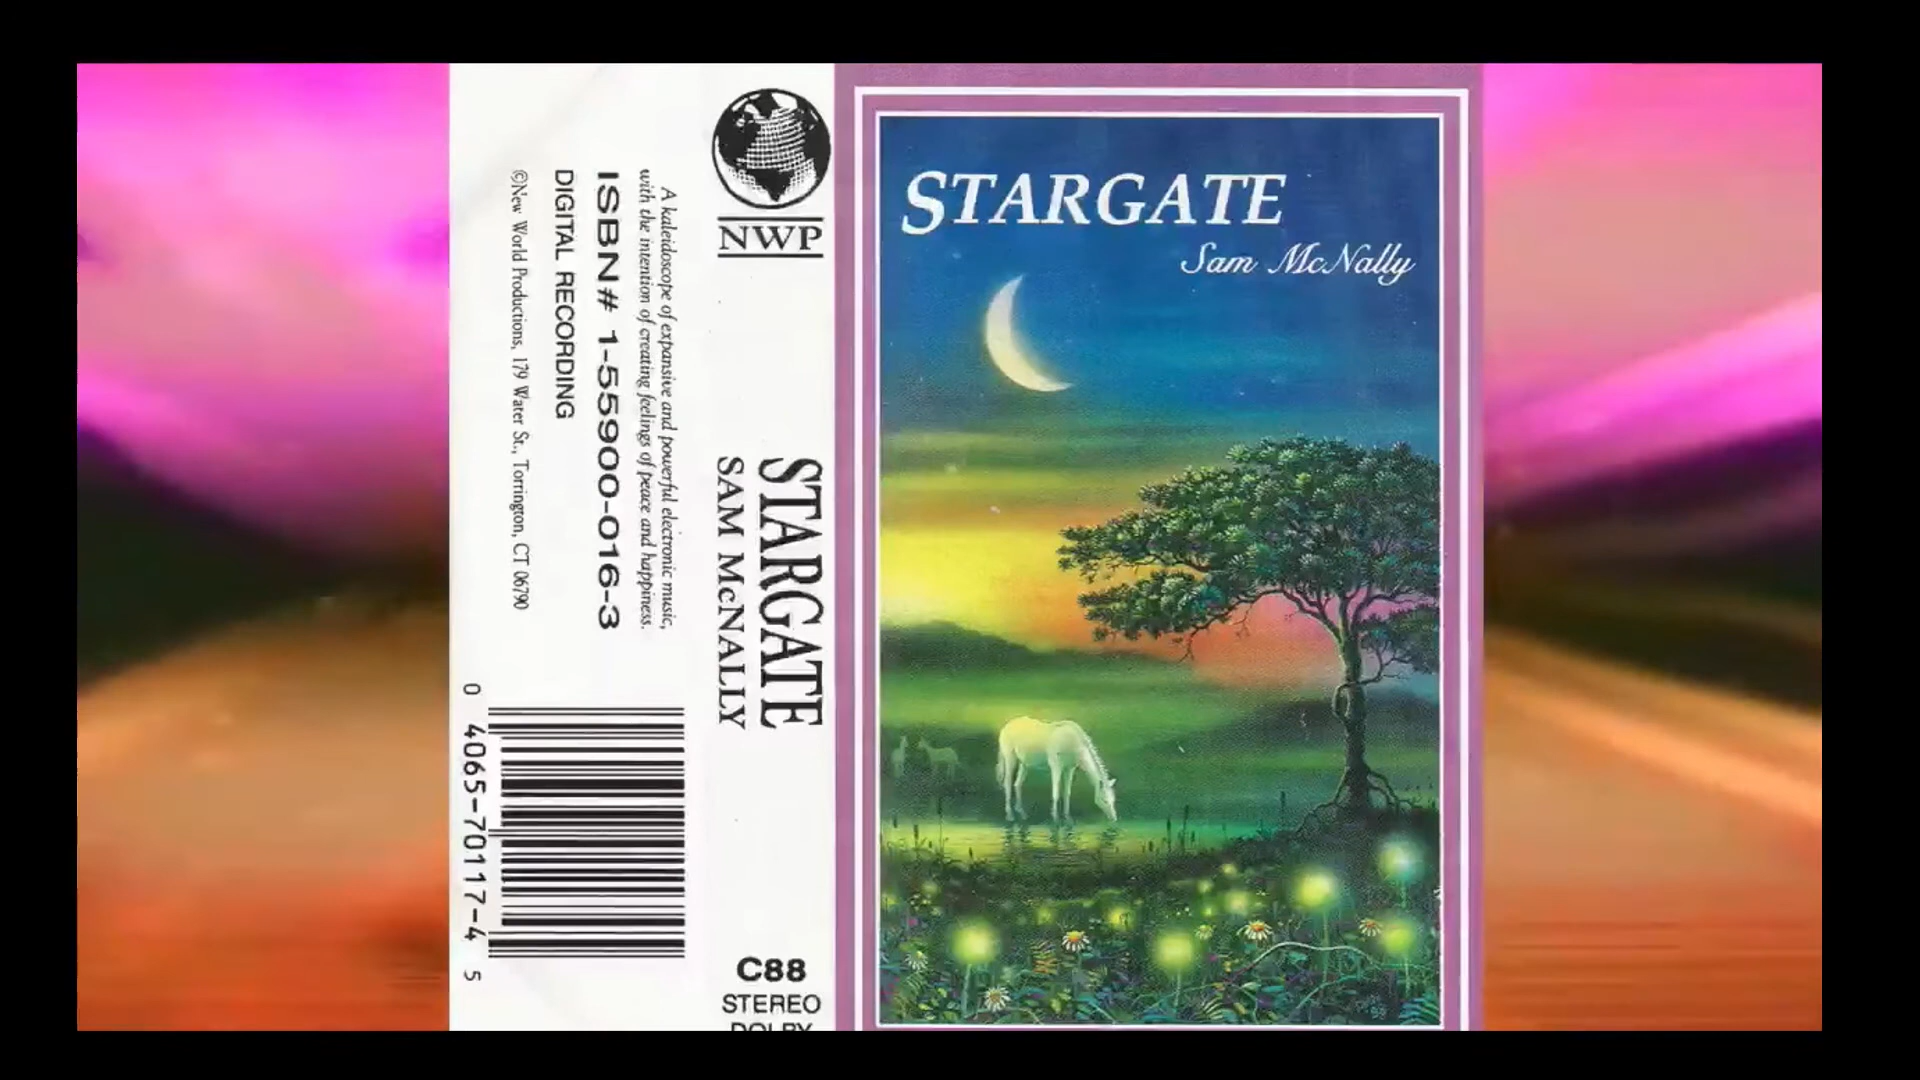 A kaleidoscope of expansive and powerful electronic music,
with the intention of creating feelings of peace and happiness.
ISBN# 1-55900-016-3
DIGITAL RECORDING
©New World Productions, 179 Water St., Torrington, CT 06790
0 4065-70117-4 5
NWP
STARGATE
SAM McNALLY
C88
STEREO
DOLBY
STARGATE
Sam McNally